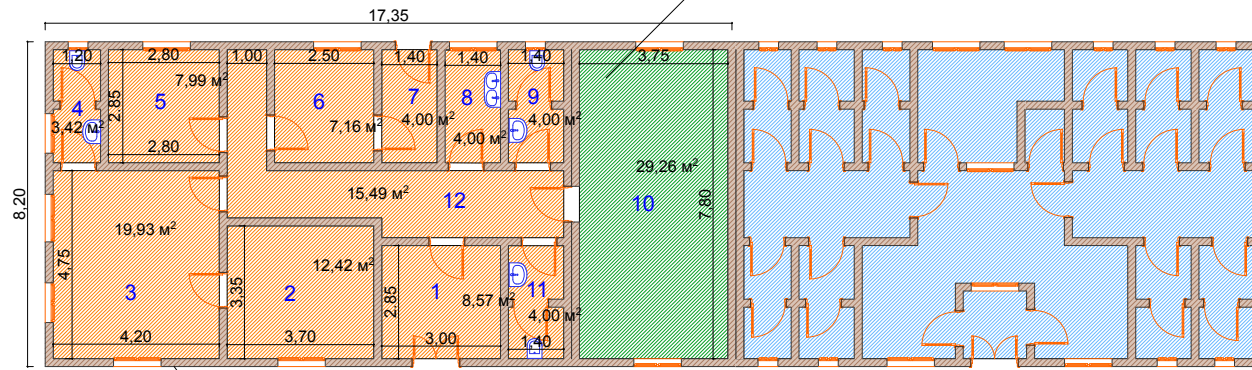 17,35
1,20 2,80 1,00 2.50 1,40 1,40 1,40 3,75
7,99 м²
4 5 6 7 8 9
2.85
3,42 м² 7,16 м² 4,00 м² 4,00 м² 4,00 м²
2,80
29,26 м²
8,20
15,49 м² 12 10 7,80
19,93 м²
4,75
12,42 м²
3 2 1 11
3,35 2,85 8,57 м²
4,00 м²
4,20 3,70 3,00 1,40